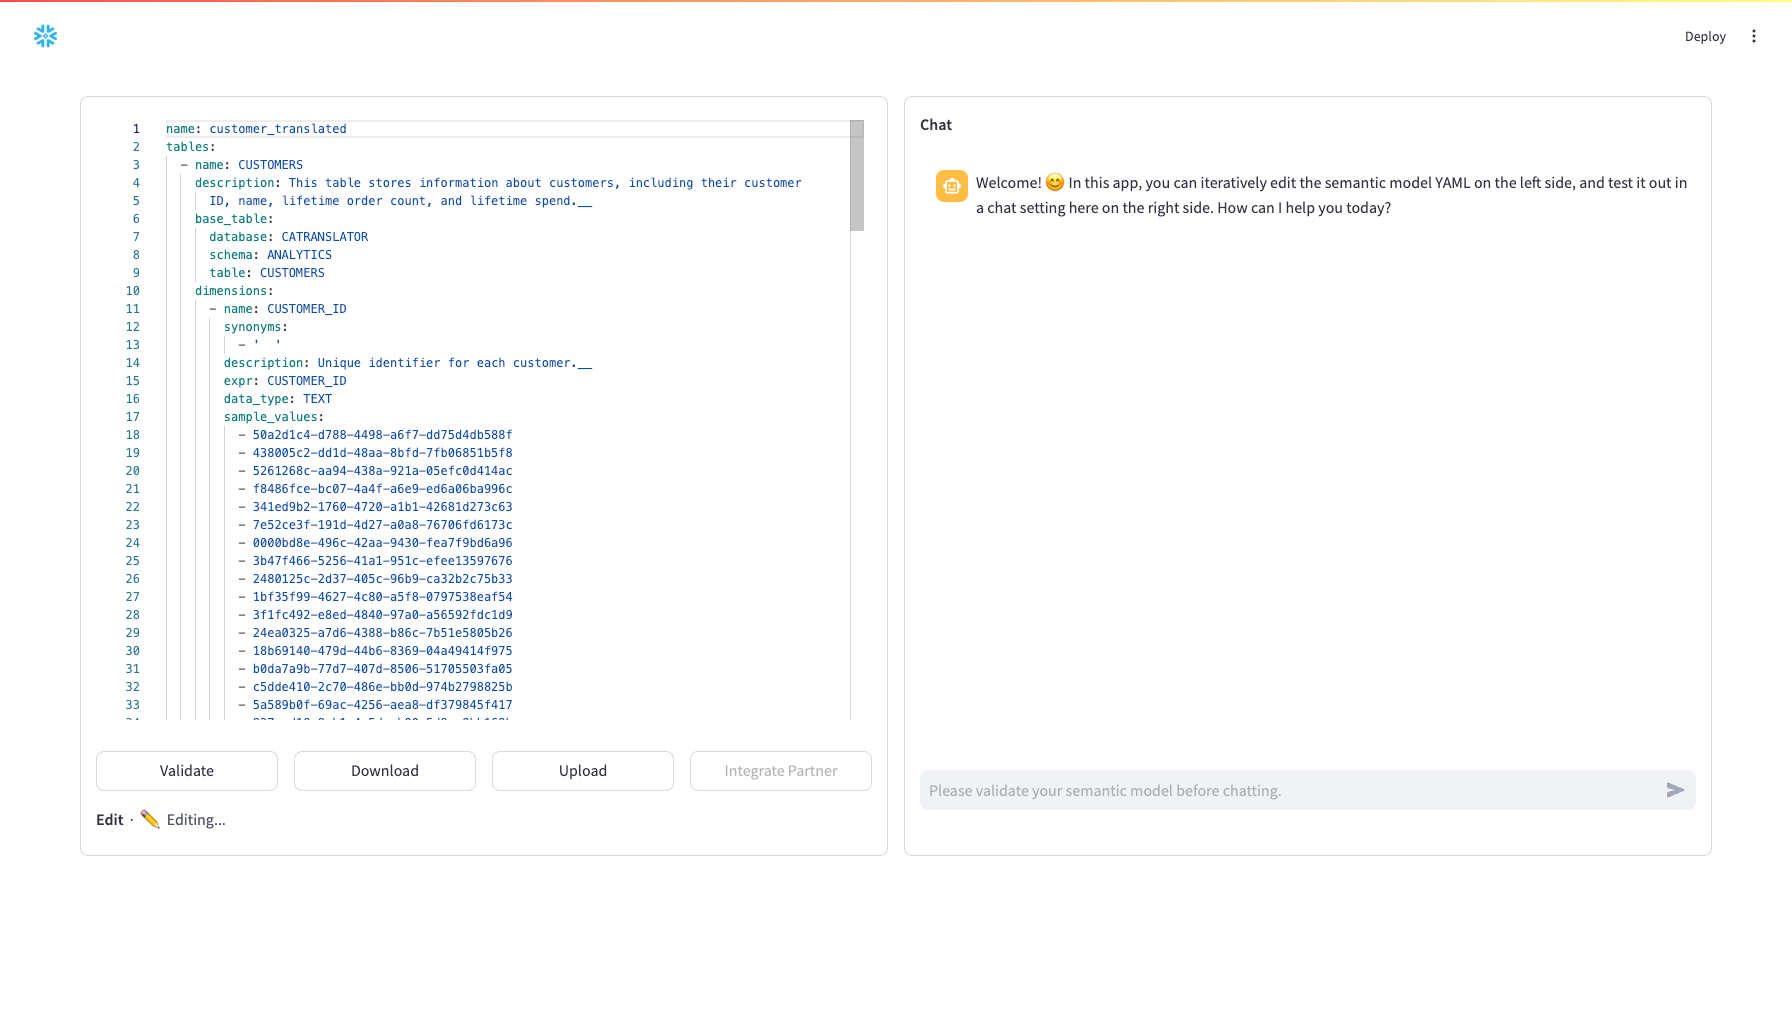 Deploy
1 name: customer_translated
2 tables:
3 - name: CUSTOMERS
4 description: This table stores information about customers, including their customer
5 ID, name, lifetime order count, and lifetime spend.__
6 base_table:
7 database: CATRANSLATOR
8 schema: ANALYTICS
9 table: CUSTOMERS
10 dimensions:
11 - name: CUSTOMER_ID
12 synonyms:
13 - '  '
14 description: Unique identifier for each customer.__
15 expr: CUSTOMER_ID
16 data_type: TEXT
17 sample_values:
18 - 50a2d1c4-d788-4498-a6f7-dd75d4db588f
19 - 438005c2-dd1d-48aa-8bfd-7fb06851b5f8
20 - 5261268c-aa94-438a-921a-05efc0d414ac
21 - f8486fce-bc07-4a4f-a6e9-ed6a06ba996c
22 - 341ed9b2-1760-4720-a1b1-42681d273c63
23 - 7e52ce3f-191d-4d27-a0a8-76706fd6173c
24 - 0000bd8e-496c-42aa-9430-fea7f9bd6a96
25 - 3b47f466-5256-41a1-951c-efee13597676
26 - 2480125c-2d37-405c-96b9-ca32b2c75b33
27 - 1bf35f99-4627-4c80-a5f8-0797538eaf54
28 - 3f1fc492-e8ed-4840-97a0-a56592fdc1d9
29 - 24ea0325-a7d6-4388-b86c-7b51e5805b26
30 - 18b69140-479d-44b6-8369-04a49414f975
31 - b0da7a9b-77d7-407d-8506-51705503fa05
32 - c5dde410-2c70-486e-bb0d-974b2798825b
33 - 5a589b0f-69ac-4256-aea8-df379845f417
Validate
Download
Upload
Integrate Partner
Edit · ✏️ Editing...
Chat
Welcome! 😊 In this app, you can iteratively edit the semantic model YAML on the left side, and test it out in
a chat setting here on the right side. How can I help you today?
Please validate your semantic model before chatting.